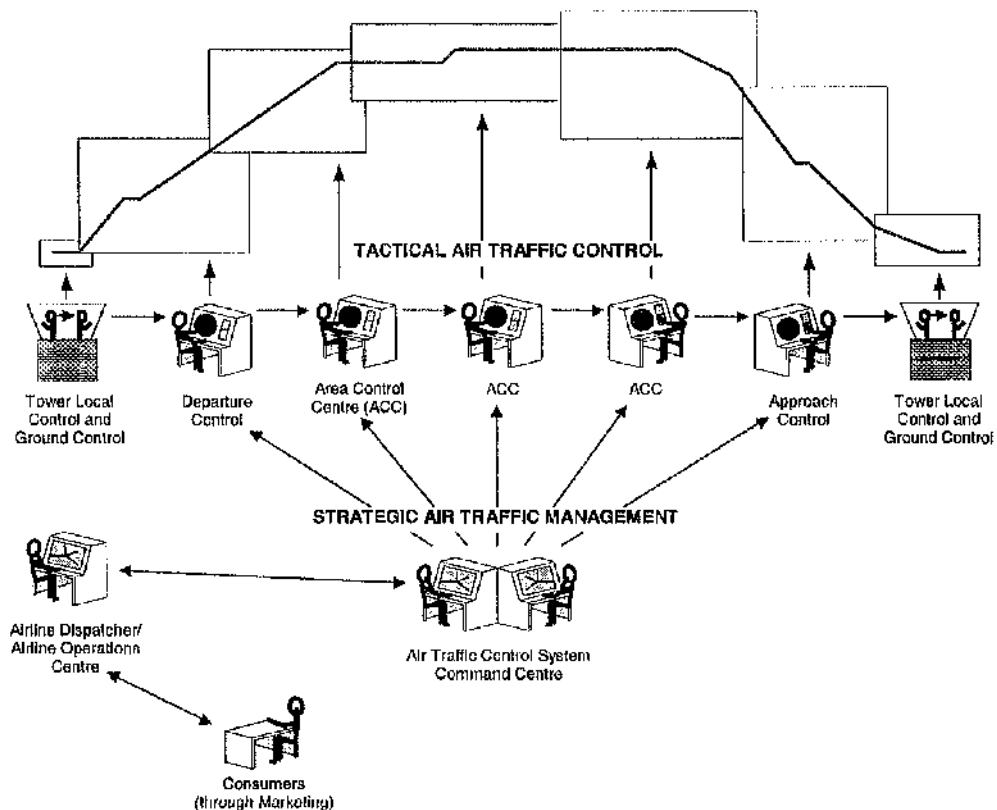 TACTICAL AIR TRAFFIC CONTROL
Tower Local
Control and
Ground Control
Departure
Control
Area Control
Centre (ACC)
ACC
ACC
Approach
Control
Tower Local
Control and
Ground Control
STRATEGIC AIR TRAFFIC MANAGEMENT
Airline Dispatcher/
Airline Operations
Centre
Air Traffic Control System
Command Centre
Consumers
(through Marketing)